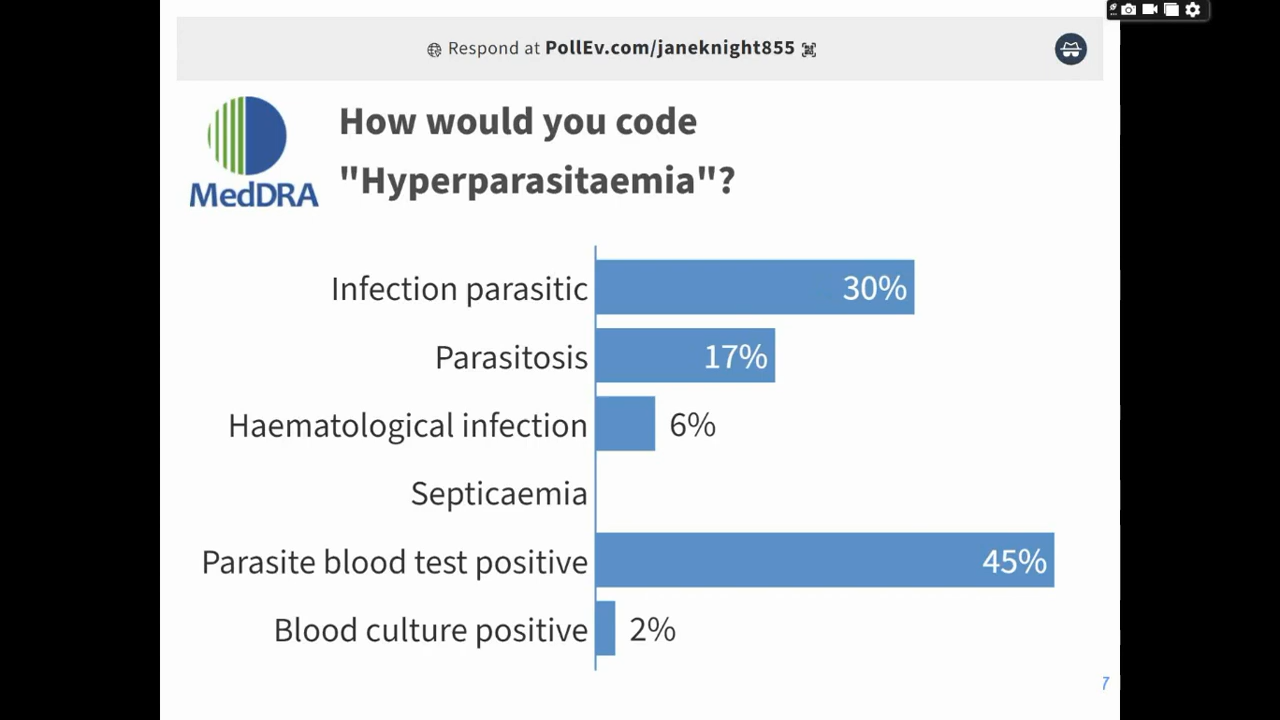 Respond at PollEv.com/janeknight855
MedDRA
How would you code
"Hyperparasitaemia"?
Infection parasitic 30%
Parasitosis 17%
Haematological infection 6%
Septicaemia
Parasite blood test positive 45%
Blood culture positive 2%
7